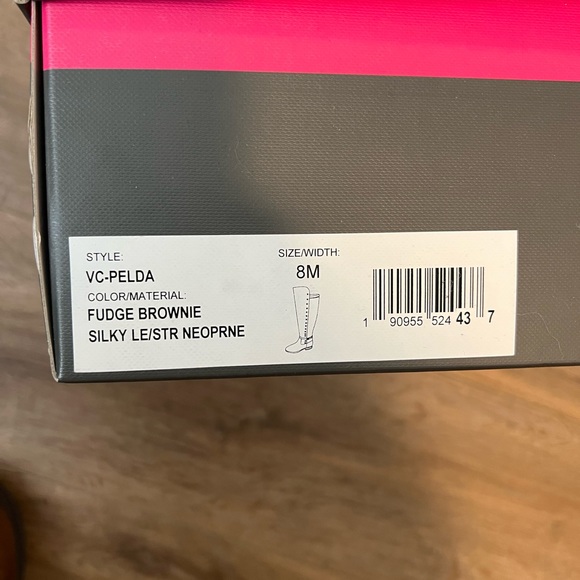 STYLE:
VC-PELDA
COLOR/MATERIAL:
FUDGE BROWNIE
SILKY LE/STR NEOPRNE
SIZE/WIDTH:
8M
1 90955 524 43 7